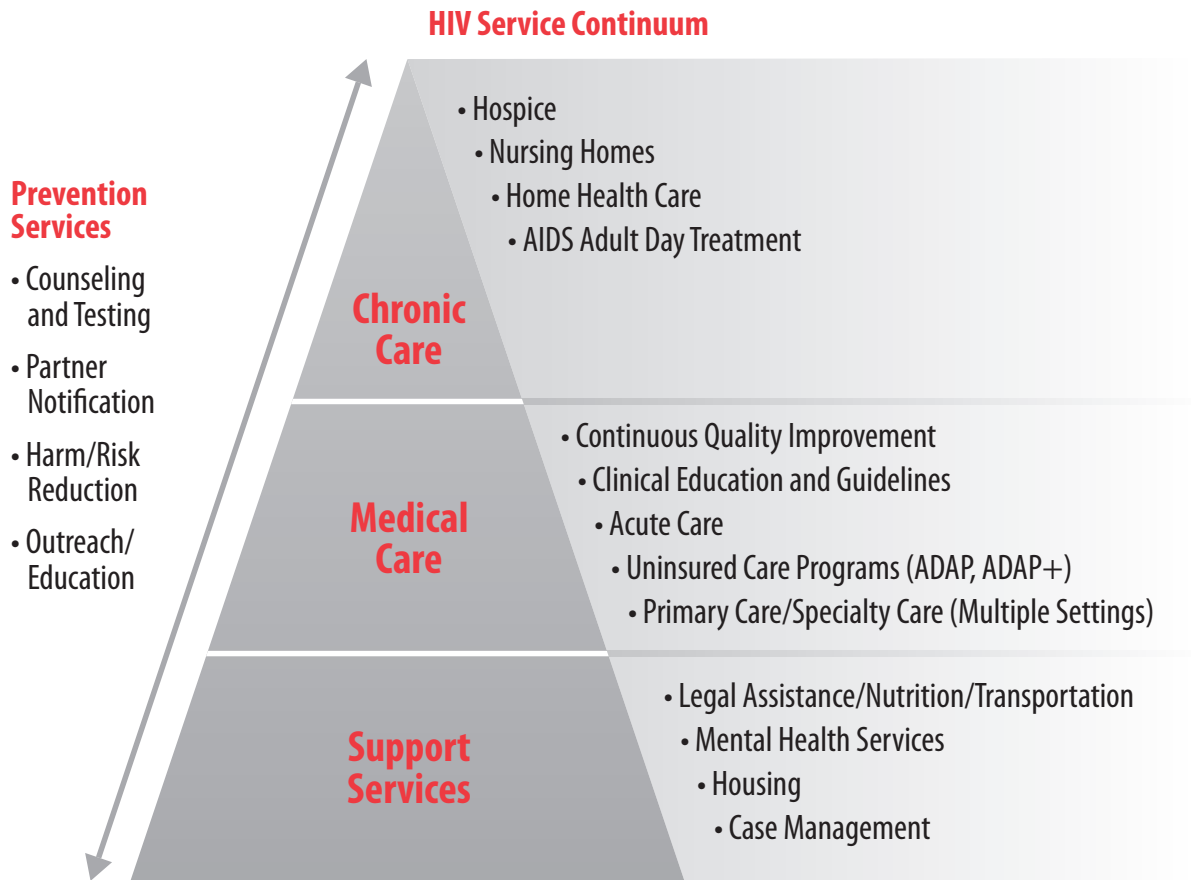 HIV Service Continuum
Prevention
Services
• Counseling
and Testing
• Partner
Notification
• Harm/Risk
Reduction
• Outreach/
Education
Chronic
Care
• Hospice
• Nursing Homes
• Home Health Care
• AIDS Adult Day Treatment
Medical
Care
• Continuous Quality Improvement
• Clinical Education and Guidelines
• Acute Care
• Uninsured Care Programs (ADAP, ADAP+)
• Primary Care/Specialty Care (Multiple Settings)
Support
Services
• Legal Assistance/Nutrition/Transportation
• Mental Health Services
• Housing
• Case Management